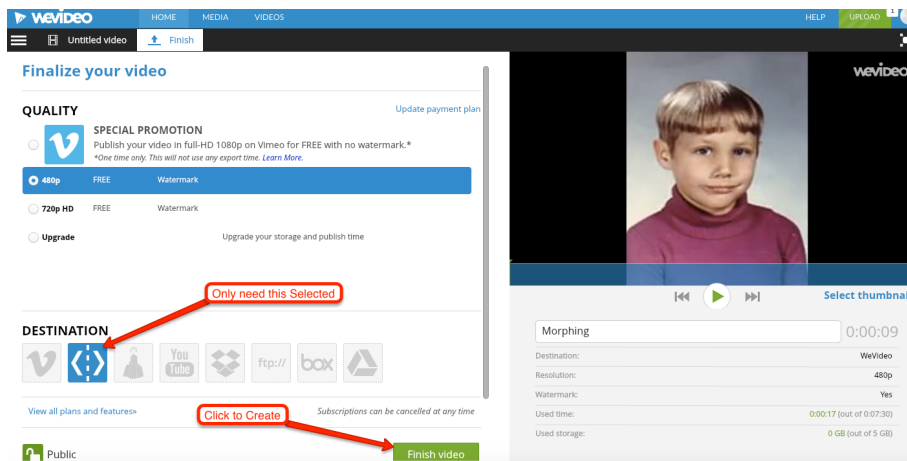 WEVIDEO HOME MEDIA VIDEOS HELP UPLOAD 1
Untitled video Finish
Finalize your video
QUALITY Update payment plan
SPECIAL PROMOTION
Publish your video in full-HD 1080p on Vimeo for FREE with no watermark.*
*One time only. This will not use any export time. Learn More.
480p FREE Watermark
720p HD FREE Watermark
Upgrade Upgrade your storage and publish time
Only need this Selected
DESTINATION
You
Tube
ftp://
box
View all plans and features»
Click to Create
Subscriptions can be cancelled at any time
Public
Finish video
WEVIDEO
Select thumbnai
Morphing 0:00:09
Destination: WeVideo
Resolution: 480p
Watermark: Yes
Used time: 0:00:17 (out of 0:07:30)
Used storage: 0 GB (out of 5 GB)